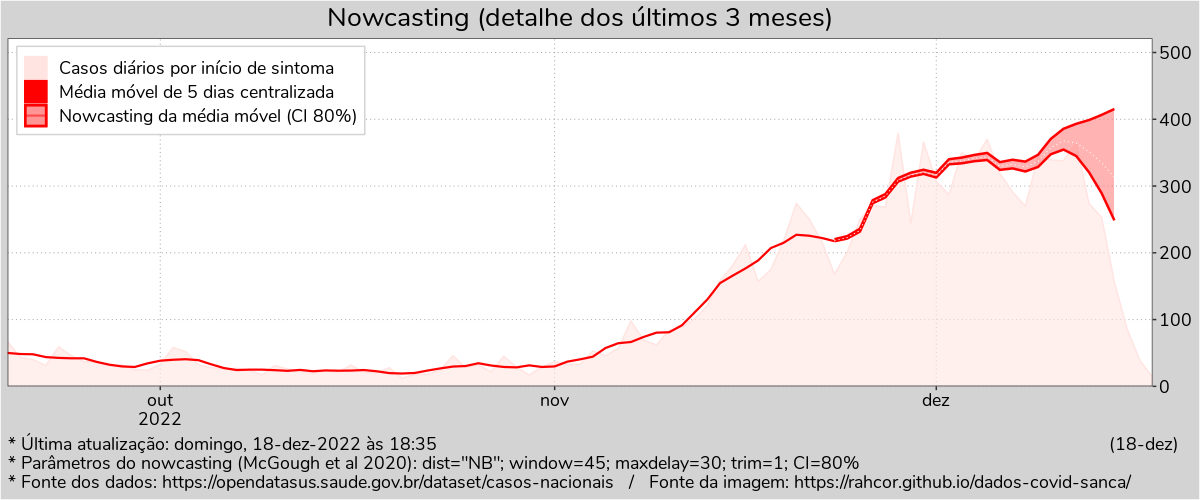 Nowcasting (detalhe dos últimos 3 meses)
Casos diários por início de sintoma
Média móvel de 5 dias centralizada
Nowcasting da média móvel (CI 80%)
500
400
300
200
100
0
out
2022
nov
dez
* Última atualização: domingo, 18-dez-2022 às 18:35
(18-dez)
* Parâmetros do nowcasting (McGough et al 2020): dist="NB"; window=45; maxdelay=30; trim=1; CI=80%
* Fonte dos dados: https://opendatasus.saude.gov.br/dataset/casos-nacionais / Fonte da imagem: https://rahcor.github.io/dados-covid-sanca/